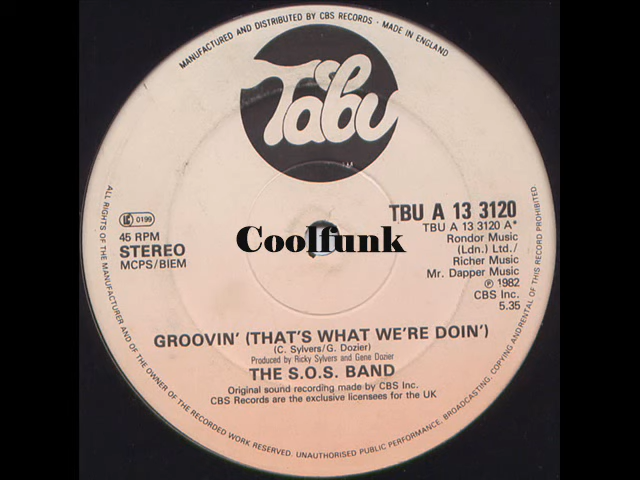 MANUFACTURED AND DISTRIBUTED BY CBS RECORDS · MADE IN ENGLAND
Tabu
TM
0199
45 RPM
STEREO
MCPS/BIEM
TBU A 13 3120
TBU A 13 3120 A*
Rondor Music
(Ldn.) Ltd./
Richer Music
Mr. Dapper Music
℗ 1982
CBS Inc.
5.35
Coolfunk
GROOVIN' (THAT'S WHAT WE'RE DOIN')
(C. Sylvers/G. Dozier)
Produced by Ricky Sylvers and Gene Dozier
THE S.O.S. BAND
Original sound recording made by CBS Inc.
CBS Records are the exclusive licensees for the UK
ALL RIGHTS OF THE MANUFACTURER AND OF THE OWNER OF THE RECORDED WORK RESERVED. UNAUTHORISED PUBLIC PERFORMANCE, BROADCASTING, COPYING AND RENTAL OF THIS RECORD PROHIBITED.